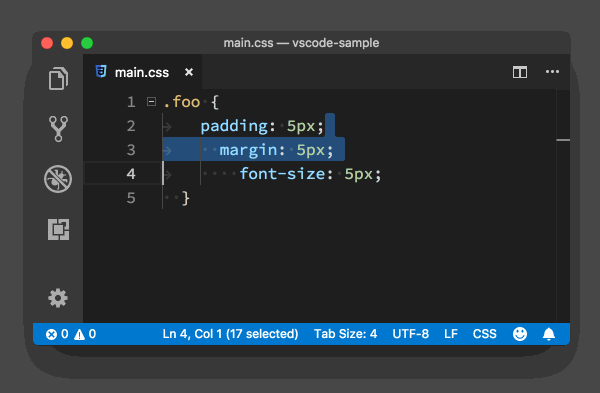 main.css — vscode-sample
main.css ×
1 .foo {
2 padding: 5px;
3 margin: 5px;
4 font-size: 5px;
5 }
0 0 Ln 4, Col 1 (17 selected) Tab Size: 4 UTF-8 LF CSS